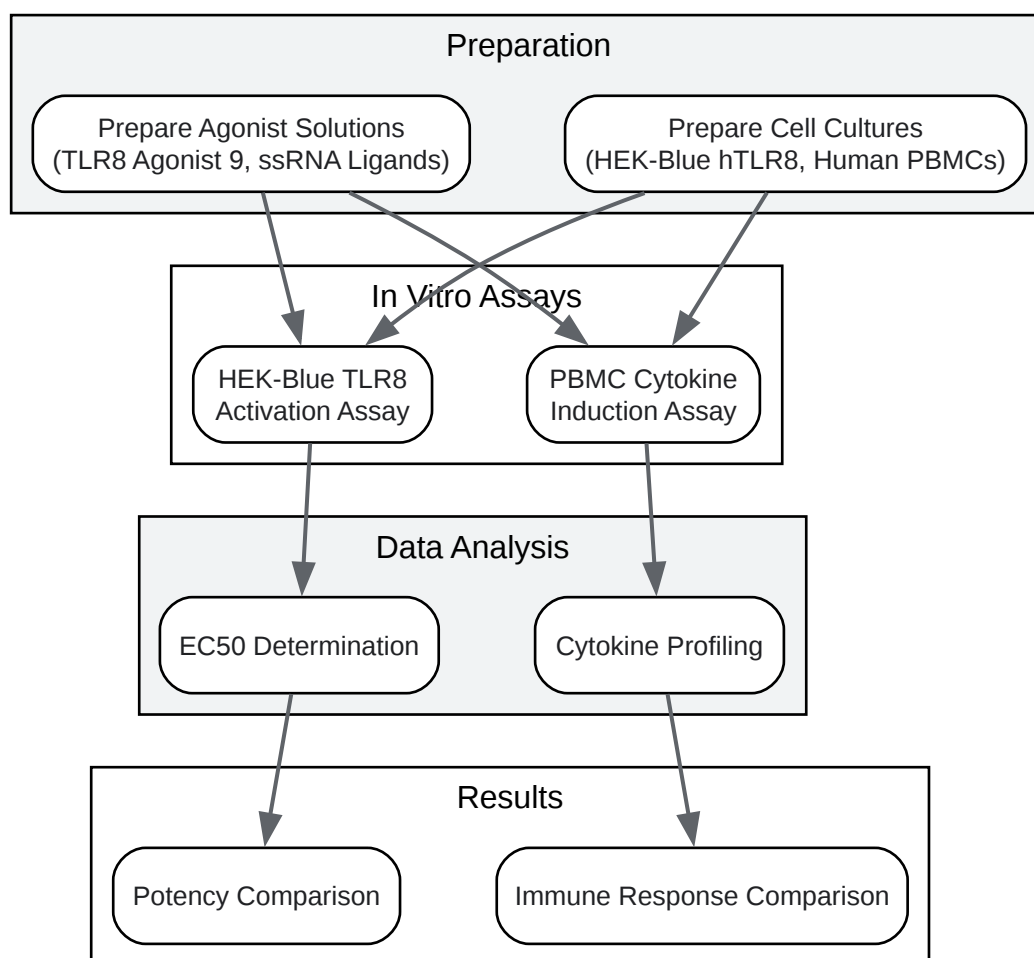 Preparation
Prepare Agonist Solutions
(TLR8 Agonist 9, ssRNA Ligands)
Prepare Cell Cultures
(HEK-Blue hTLR8, Human PBMCs)
In Vitro Assays
HEK-Blue TLR8
Activation Assay
PBMC Cytokine
Induction Assay
Data Analysis
EC50 Determination
Cytokine Profiling
Results
Potency Comparison
Immune Response Comparison